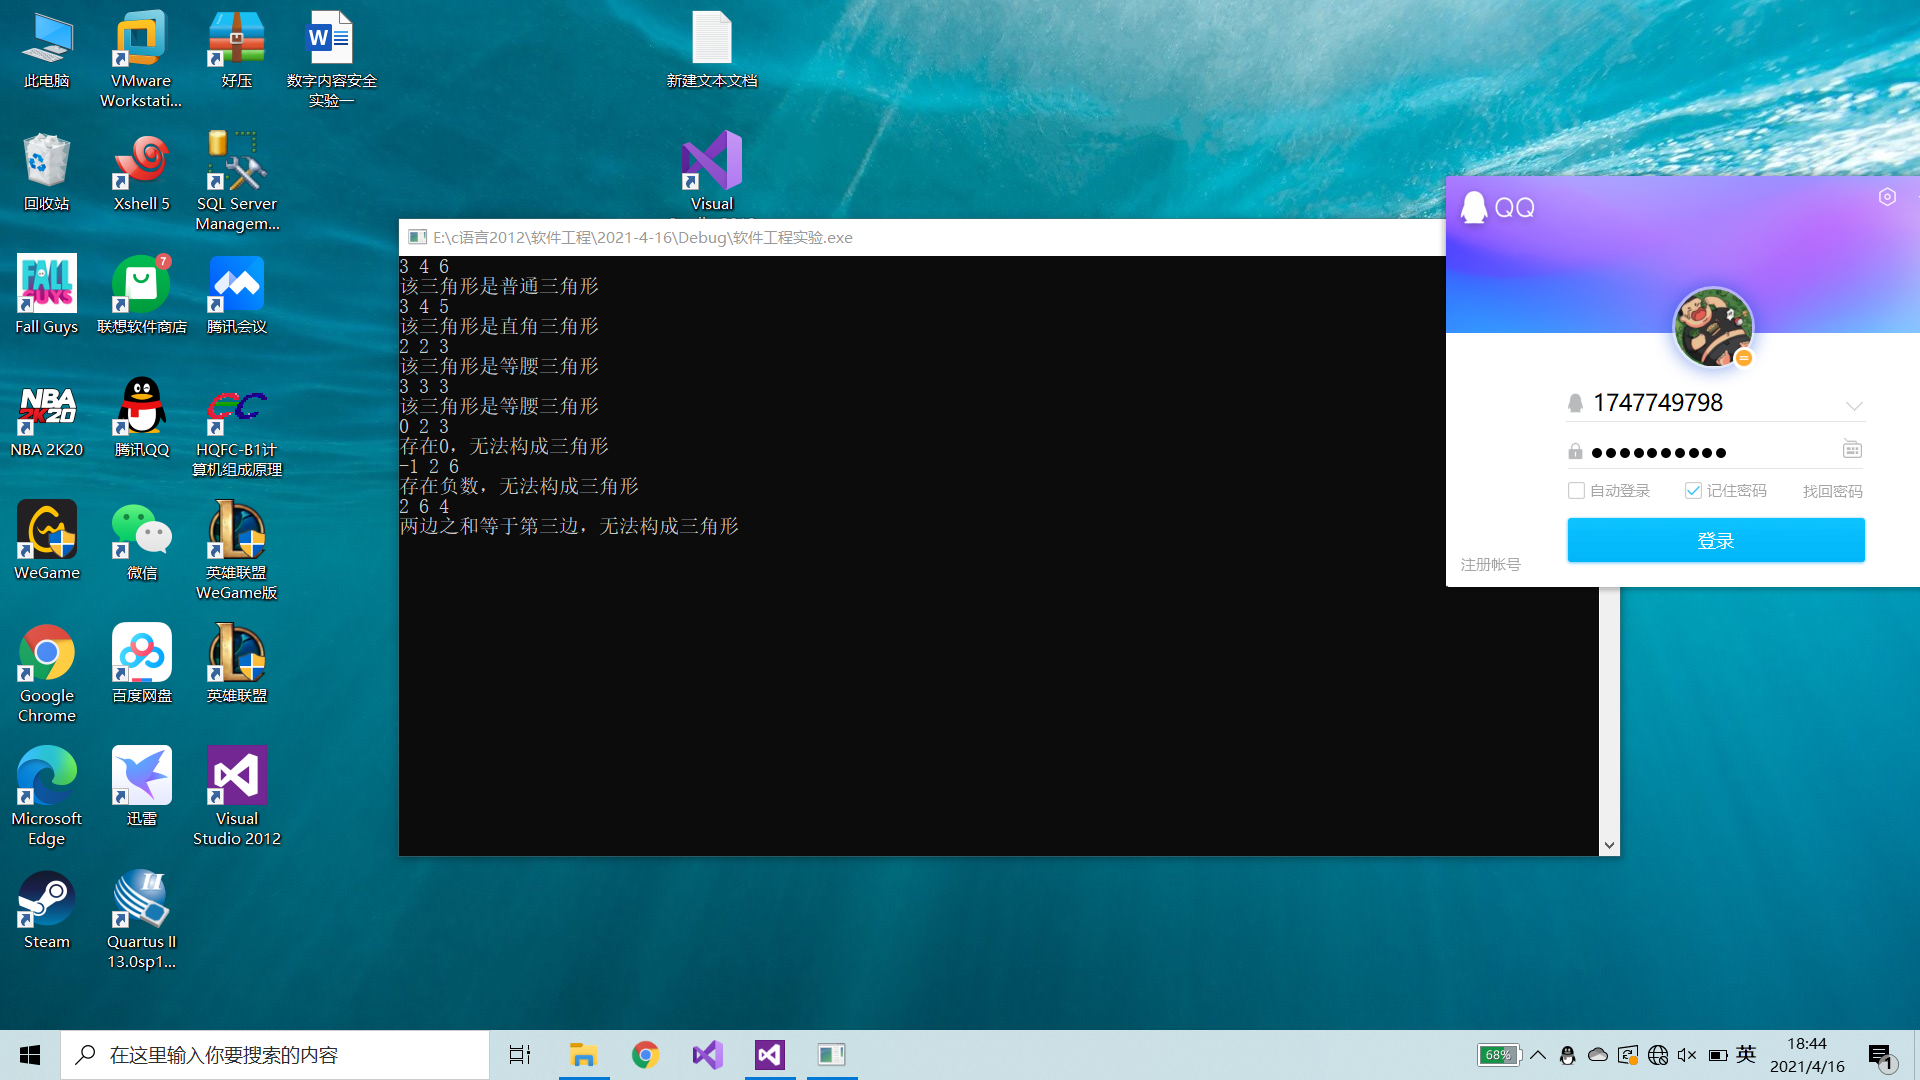 此电脑
VMware
Workstati...
好压
数字内容安全
实验一
新建文本文档
回收站
Xshell 5
SQL Server
Managem...
Visual
Fall Guys
7
联想软件商店
腾讯会议
NBA 2K20
腾讯QQ
HQFC-B1计
算机组成原理
WeGame
微信
英雄联盟
WeGame版
Google
Chrome
百度网盘
英雄联盟
Microsoft
Edge
迅雷
Visual
Studio 2012
Steam
Quartus II
13.0sp1...
E:\c语言2012\软件工程\2021-4-16\Debug\软件工程实验.exe
3 4 6
该三角形是普通三角形
3 4 5
该三角形是直角三角形
2 2 3
该三角形是等腰三角形
3 3 3
该三角形是等腰三角形
0 2 3
存在0，无法构成三角形
-1 2 6
存在负数，无法构成三角形
2 6 4
两边之和等于第三边，无法构成三角形
QQ
1747749798
●●●●●●●●●●
自动登录
记住密码
找回密码
登录
注册帐号
在这里输入你要搜索的内容
68%
英
18:44
2021/4/16
1